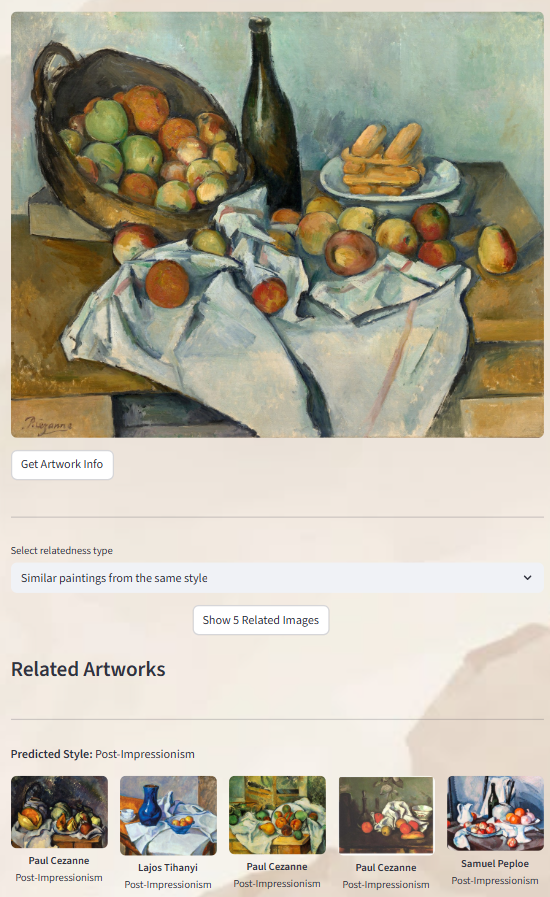 P. Cezanne
Get Artwork Info
Select relatedness type
Similar paintings from the same style
Show 5 Related Images
Related Artworks
Predicted Style: Post-Impressionism
Paul Cezanne
Post-Impressionism
Lajos Tihanyi
Post-Impressionism
Paul Cezanne
Post-Impressionism
Paul Cezanne
Post-Impressionism
Samuel Peploe
Post-Impressionism